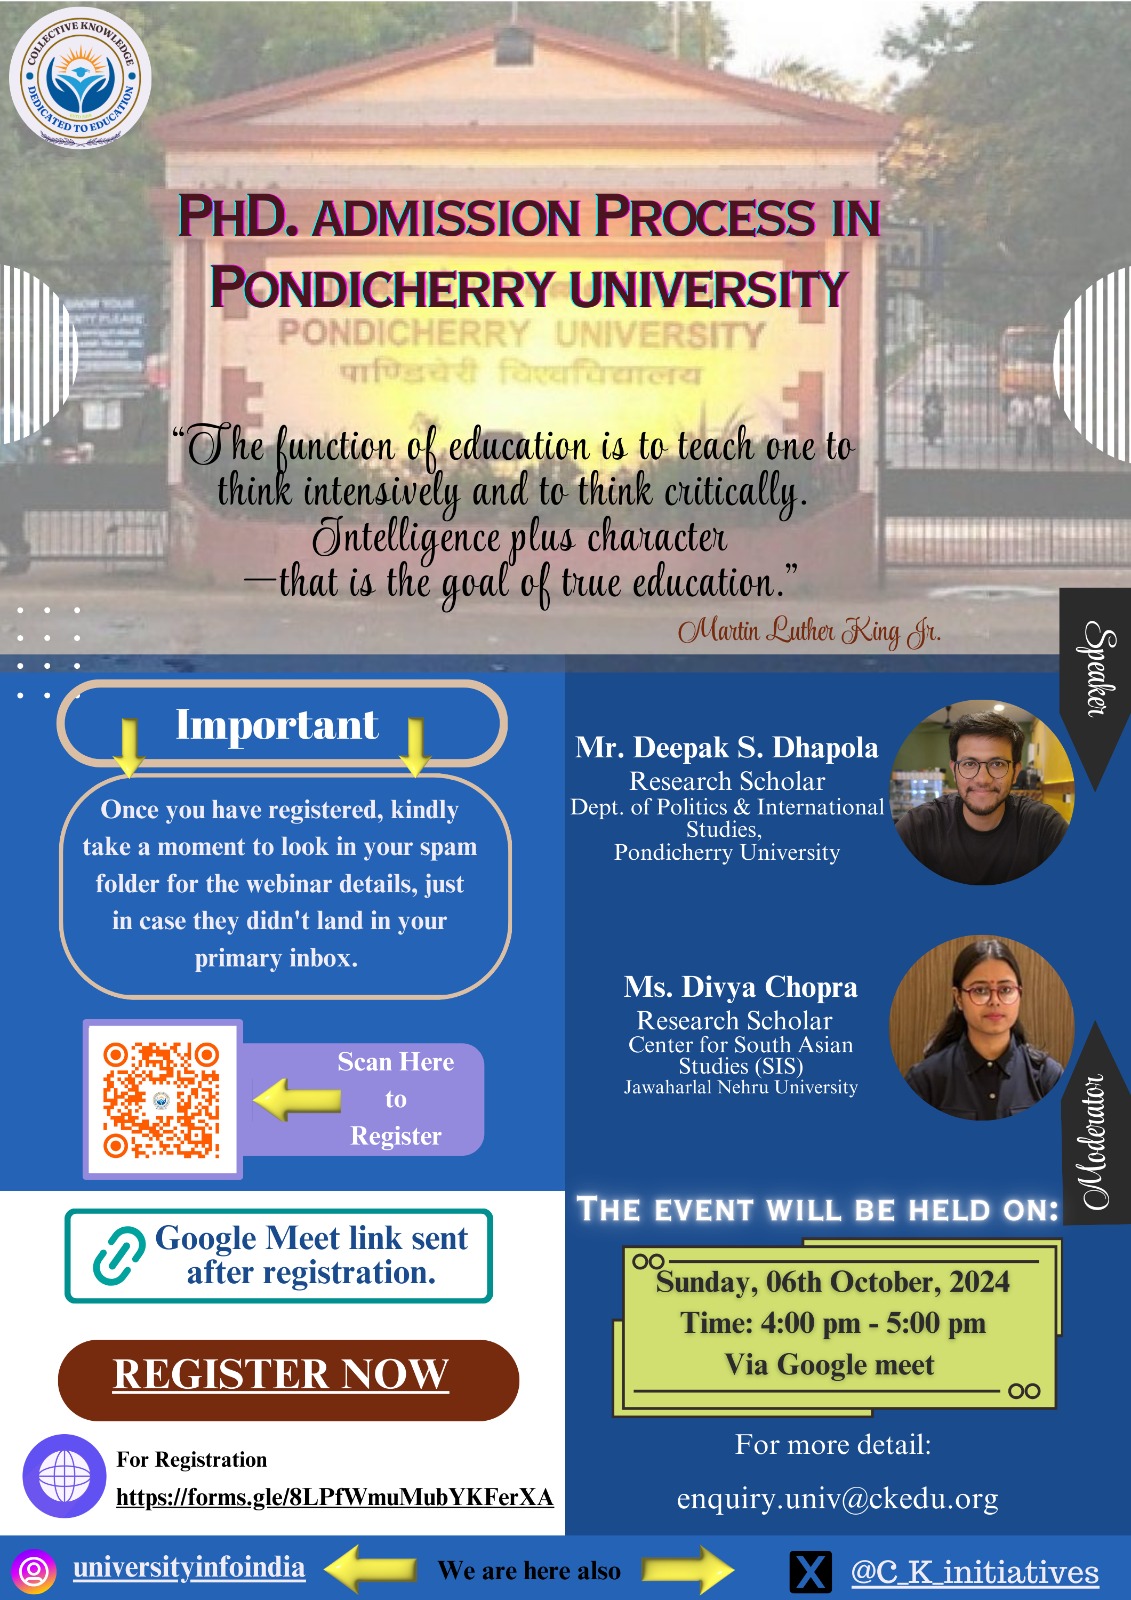 COLLECTIVE KNOWLEDGE
DEDICATED TO EDUCATION
PHD. ADMISSION PROCESS IN
PONDICHERRY UNIVERSITY
PONDICHERRY UNIVERSITY
पाण्डिचेरी विश्वविद्यालय
“The function of education is to teach one to
think intensively and to think critically.
Intelligence plus character
—that is the goal of true education.”
Martin Luther King Jr.
Important
Once you have registered, kindly
take a moment to look in your spam
folder for the webinar details, just
in case they didn't land in your
primary inbox.
Scan Here
to
Register
Google Meet link sent
after registration.
REGISTER NOW
For Registration
https://forms.gle/8LPfWmuMubYKFerXA
Speaker
Mr. Deepak S. Dhapola
Research Scholar
Dept. of Politics & International
Studies,
Pondicherry University
Ms. Divya Chopra
Research Scholar
Center for South Asian
Studies (SIS)
Jawaharlal Nehru University
Moderator
THE EVENT WILL BE HELD ON:
Sunday, 06th October, 2024
Time: 4:00 pm - 5:00 pm
Via Google meet
For more detail:
enquiry.univ@ckedu.org
universityinfoindia
We are here also
@C_K_initiatives